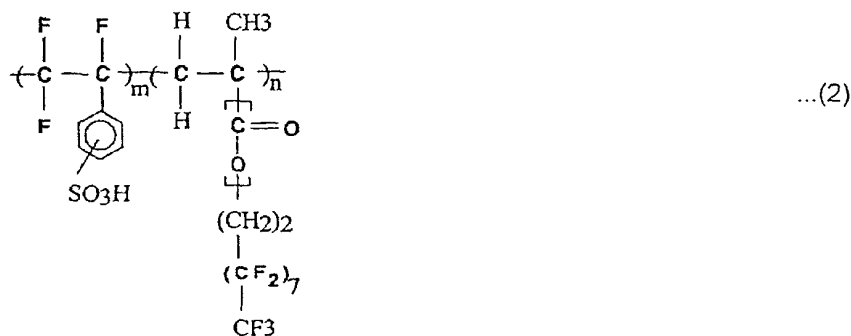 F F H CH3
( C C )m( C C )n
F H C = O
O
SO3H
(CH2)2
(CF2)7
CF3
...(2)